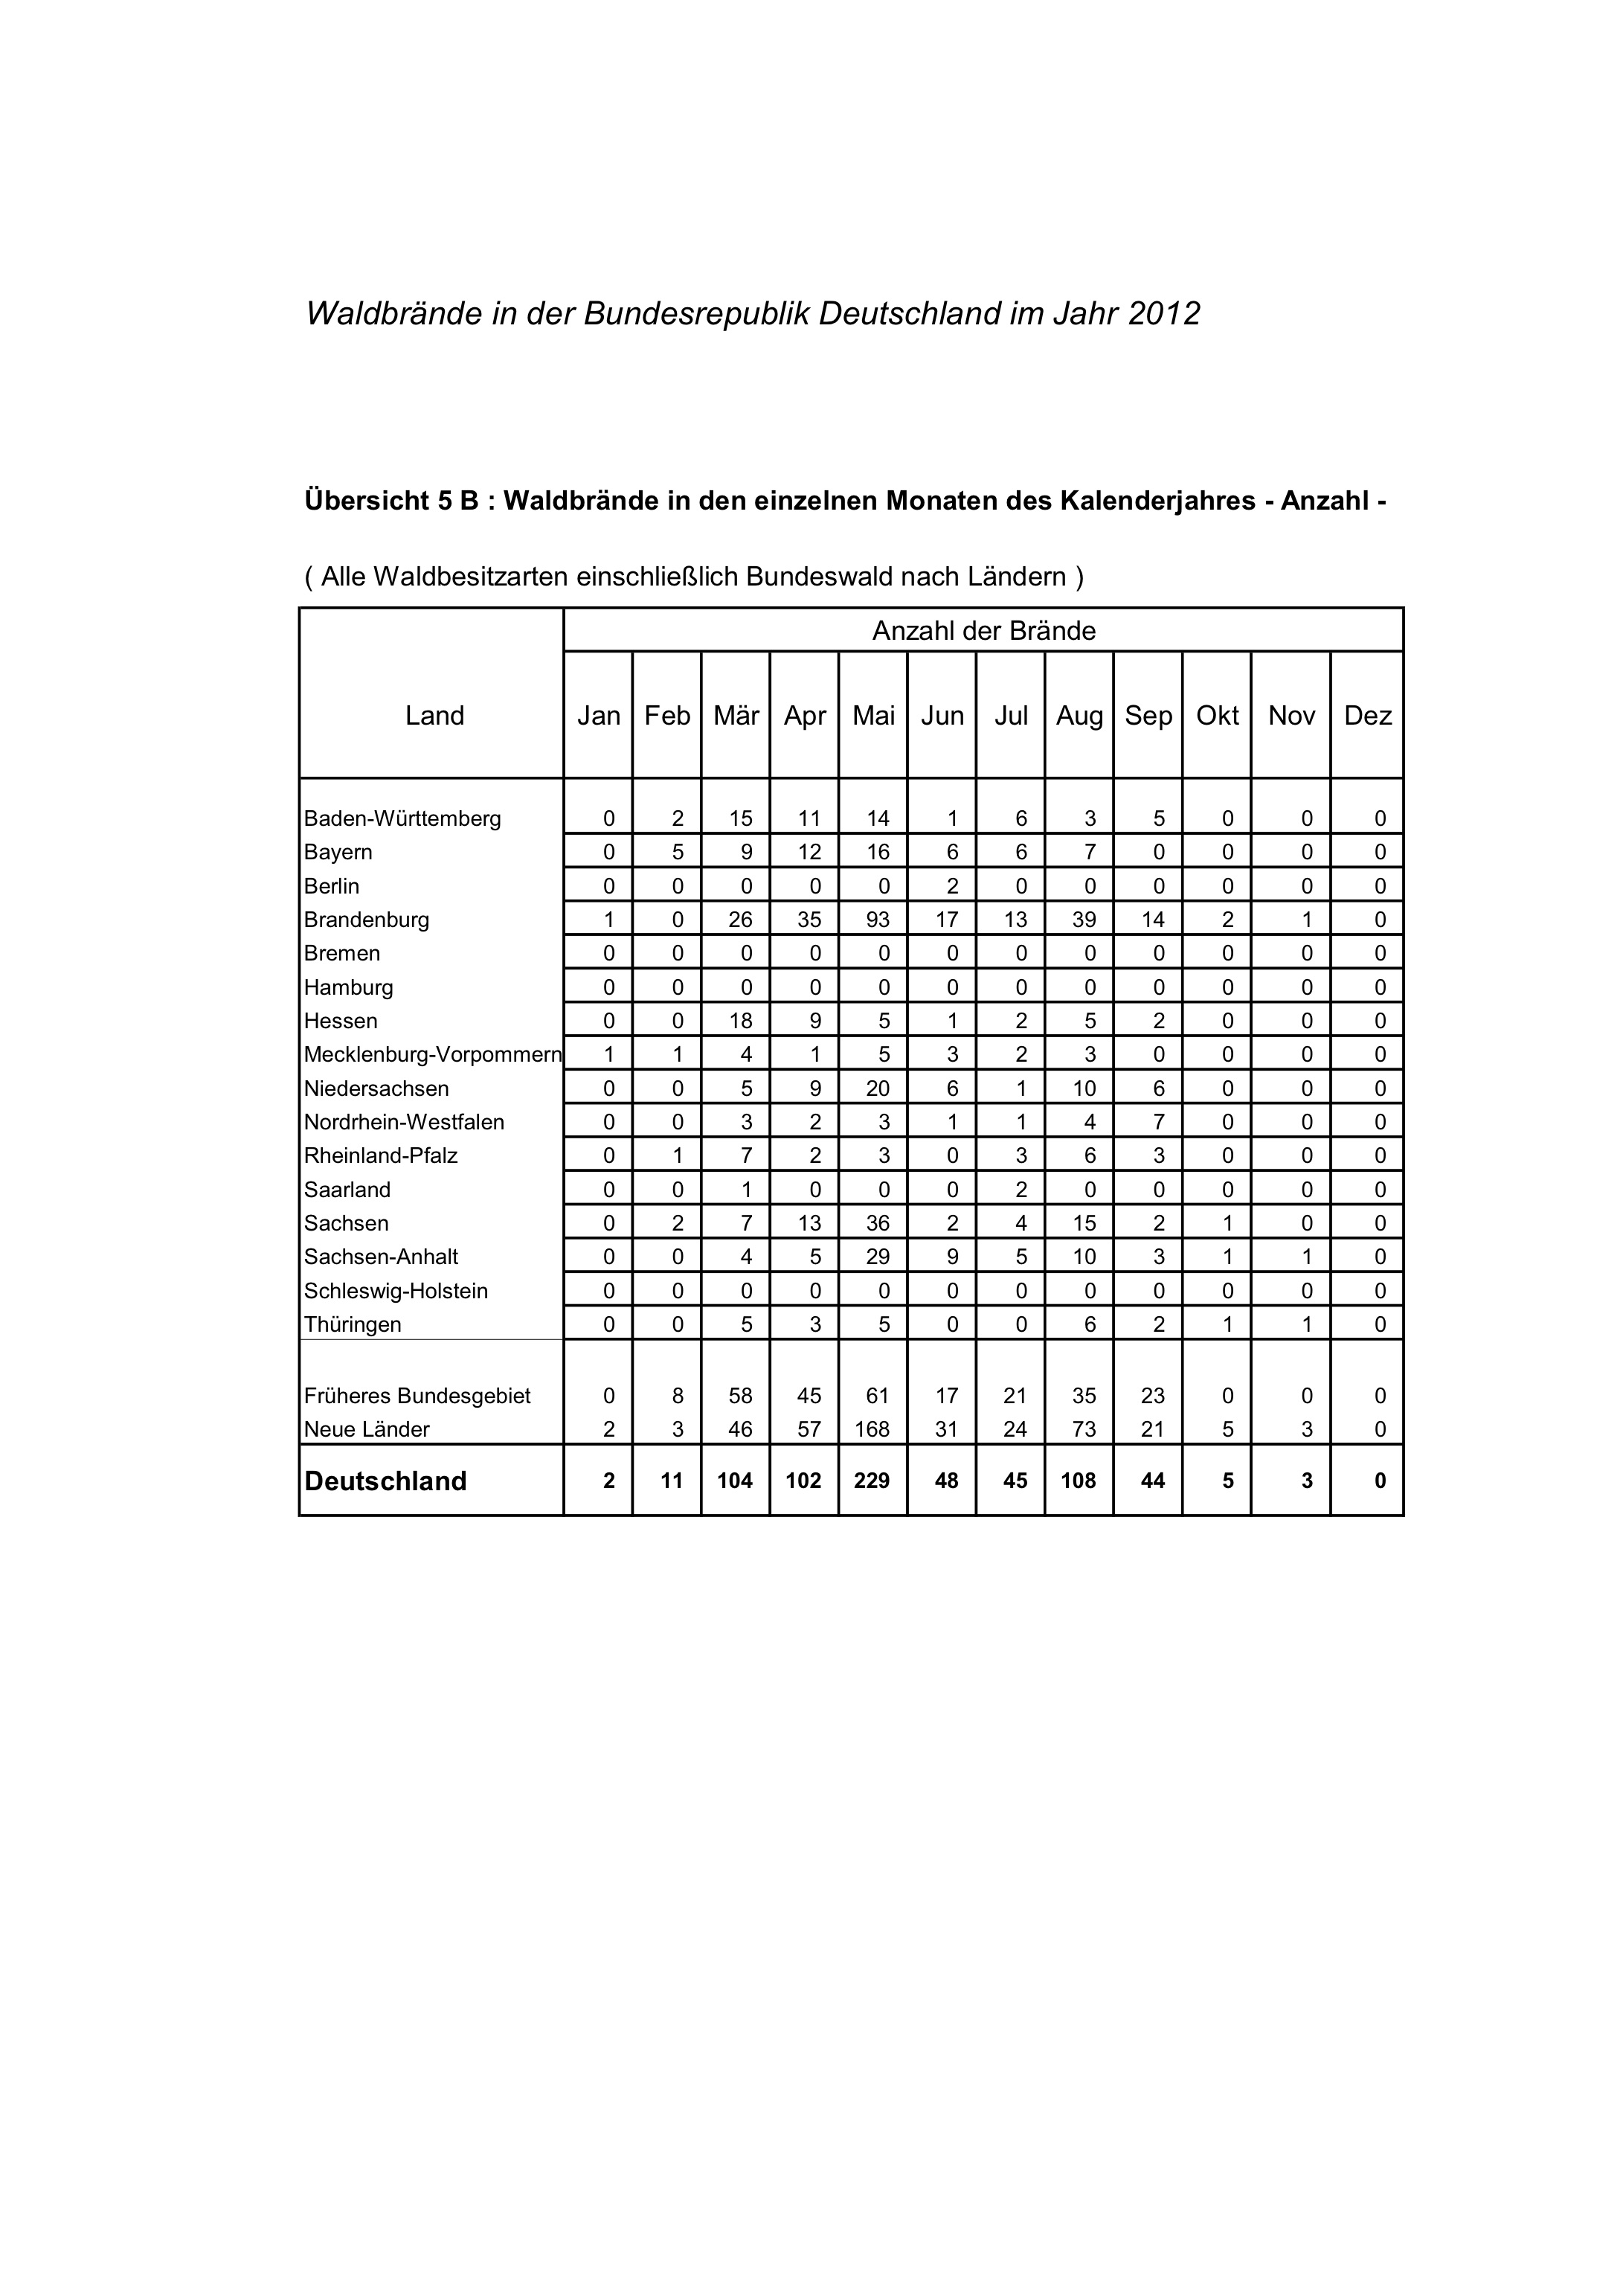 Waldbrände in der Bundesrepublik Deutschland im Jahr 2012
Übersicht 5 B : Waldbrände in den einzelnen Monaten des Kalenderjahres - Anzahl -
( Alle Waldbesitzarten einschließlich Bundeswald nach Ländern )
Anzahl der Brände
Land Jan Feb Mär Apr Mai Jun Jul Aug Sep Okt Nov Dez
Baden-Württemberg 0 2 15 11 14 1 6 3 5 0 0 0
Bayern 0 5 9 12 16 6 6 7 0 0 0 0
Berlin 0 0 0 0 0 2 0 0 0 0 0 0
Brandenburg 1 0 26 35 93 17 13 39 14 2 1 0
Bremen 0 0 0 0 0 0 0 0 0 0 0 0
Hamburg 0 0 0 0 0 0 0 0 0 0 0 0
Hessen 0 0 18 9 5 1 2 5 2 0 0 0
Mecklenburg-Vorpommern 1 1 4 1 5 3 2 3 0 0 0 0
Niedersachsen 0 0 5 9 20 6 1 10 6 0 0 0
Nordrhein-Westfalen 0 0 3 2 3 1 1 4 7 0 0 0
Rheinland-Pfalz 0 1 7 2 3 0 3 6 3 0 0 0
Saarland 0 0 1 0 0 0 2 0 0 0 0 0
Sachsen 0 2 7 13 36 2 4 15 2 1 0 0
Sachsen-Anhalt 0 0 4 5 29 9 5 10 3 1 1 0
Schleswig-Holstein 0 0 0 0 0 0 0 0 0 0 0 0
Thüringen 0 0 5 3 5 0 0 6 2 1 1 0
Früheres Bundesgebiet 0 8 58 45 61 17 21 35 23 0 0 0
Neue Länder 2 3 46 57 168 31 24 73 21 5 3 0
Deutschland 2 11 104 102 229 48 45 108 44 5 3 0